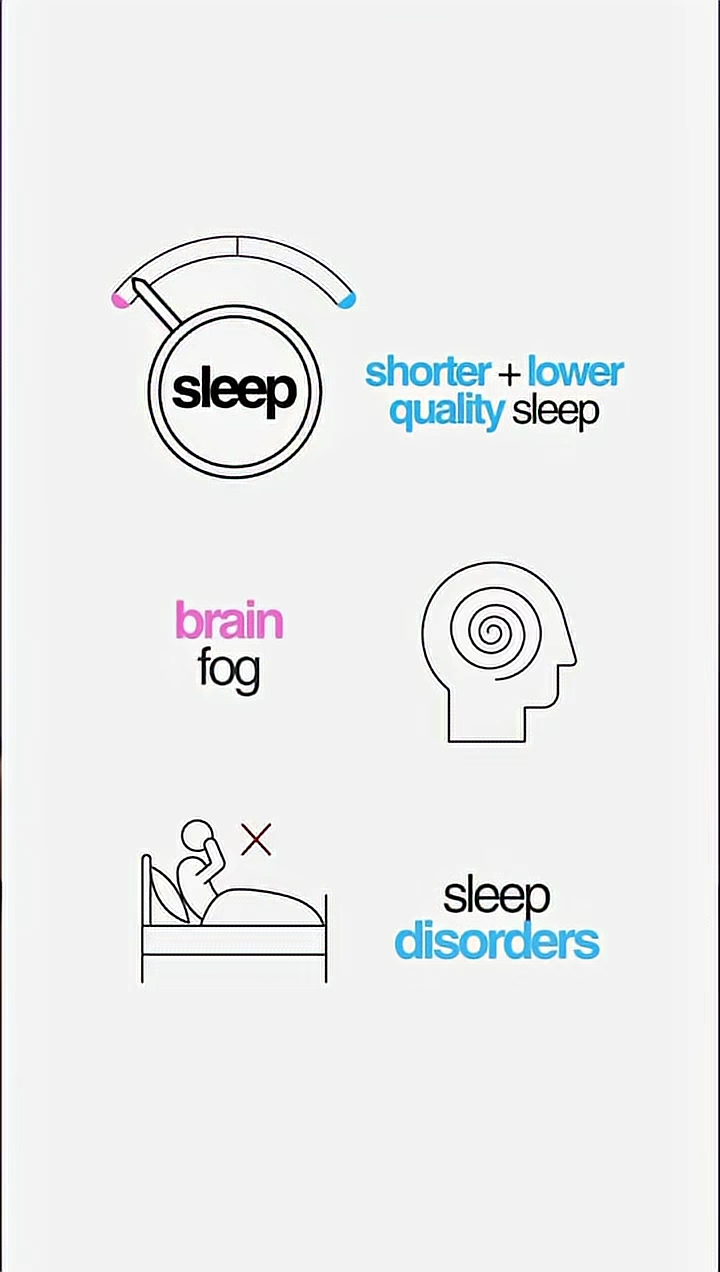 sleep
shorter + lower
quality sleep
brain
fog
sleep
disorders